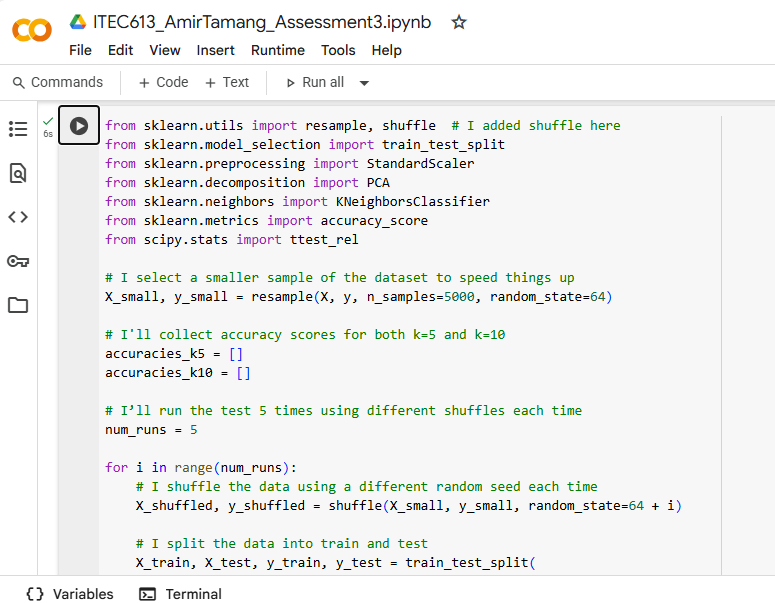 ITEC613_AmirTamang_Assessment3.ipynb
File Edit View Insert Runtime Tools Help
Commands + Code + Text Run all
6s
from sklearn.utils import resample, shuffle  # I added shuffle here
from sklearn.model_selection import train_test_split
from sklearn.preprocessing import StandardScaler
from sklearn.decomposition import PCA
from sklearn.neighbors import KNeighborsClassifier
from sklearn.metrics import accuracy_score
from scipy.stats import ttest_rel
# I select a smaller sample of the dataset to speed things up
X_small, y_small = resample(X, y, n_samples=5000, random_state=64)
# I'll collect accuracy scores for both k=5 and k=10
accuracies_k5 = []
accuracies_k10 = []
# I’ll run the test 5 times using different shuffles each time
num_runs = 5
for i in range(num_runs):
    # I shuffle the data using a different random seed each time
    X_shuffled, y_shuffled = shuffle(X_small, y_small, random_state=64 + i)
    # I split the data into train and test
    X_train, X_test, y_train, y_test = train_test_split(
Variables Terminal